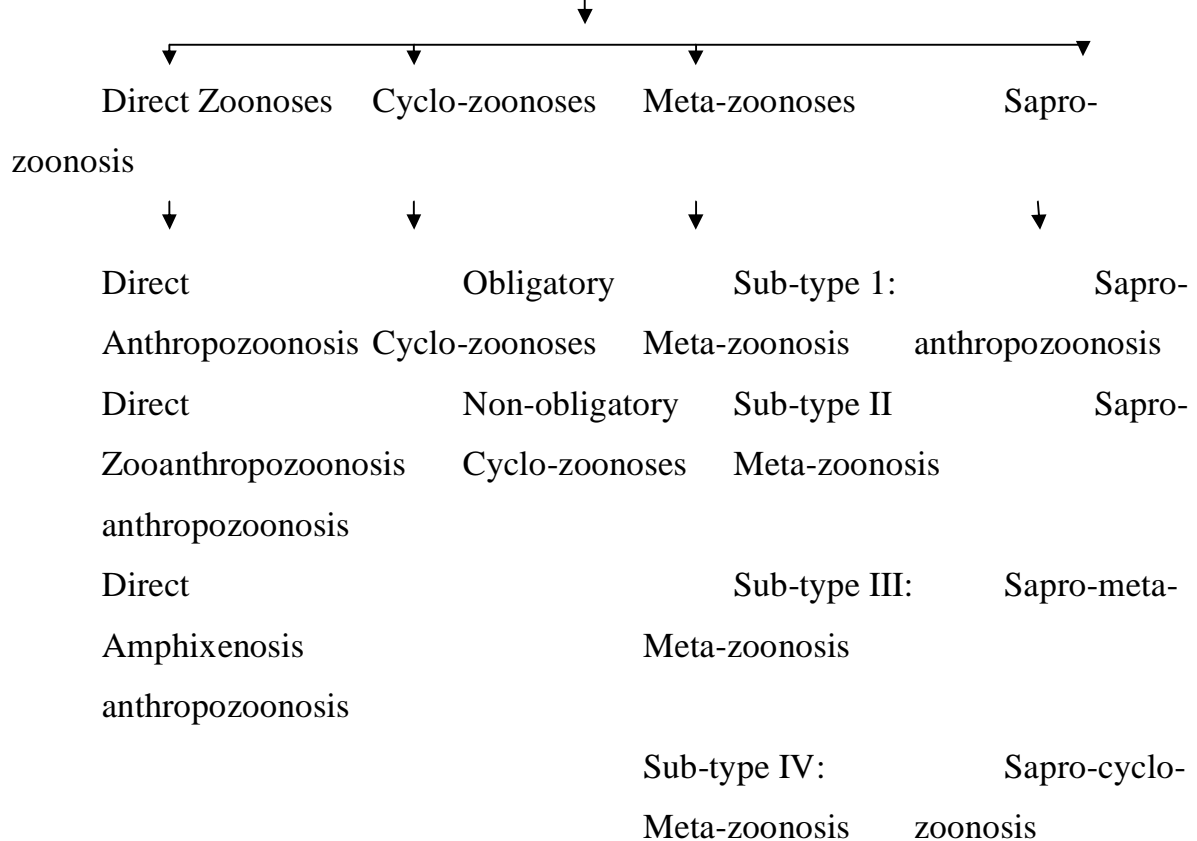 Direct Zoonoses Cyclo-zoonoses Meta-zoonoses Sapro-
zoonosis
Direct Obligatory Sub-type 1: Sapro-
Anthropozoonosis Cyclo-zoonoses Meta-zoonosis anthropozoonosis
Direct Non-obligatory Sub-type II Sapro-
Zooanthropozoonosis Cyclo-zoonoses Meta-zoonosis
anthropozoonosis
Direct Sub-type III: Sapro-meta-
Amphixenosis Meta-zoonosis
anthropozoonosis
Sub-type IV: Sapro-cyclo-
Meta-zoonosis zoonosis